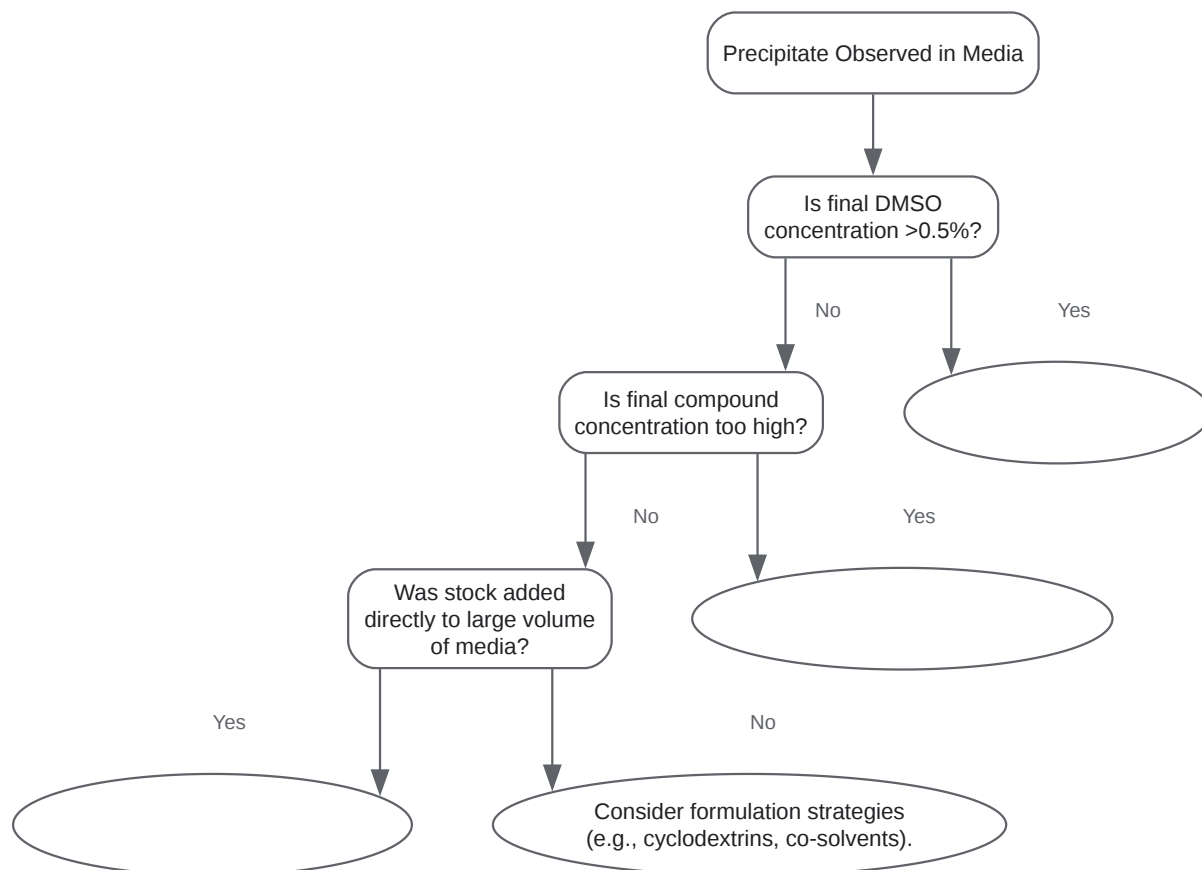 Precipitate Observed in Media
Is final DMSO
concentration >0.5%?
No
Yes
Is final compound
concentration too high?
No
Yes
Was stock added
directly to large volume
of media?
Yes
No
Consider formulation strategies
(e.g., cyclodextrins, co-solvents).